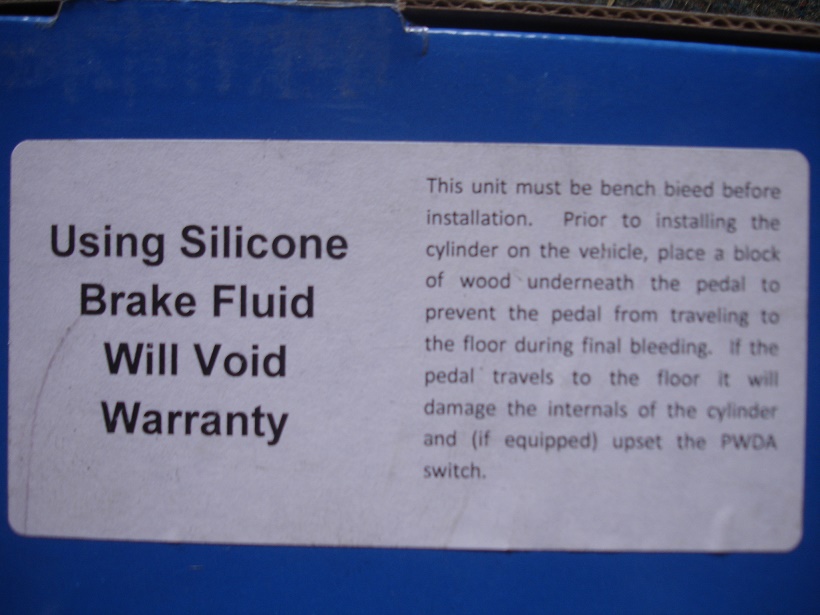 Using Silicone
Brake Fluid
Will Void
Warranty
This unit must be bench bleed before
installation. Prior to installing the
cylinder on the vehicle, place a block
of wood underneath the pedal to
prevent the pedal from traveling to
the floor during final bleeding. If the
pedal travels to the floor it will
damage the internals of the cylinder
and (if equipped) upset the PWDA
switch.